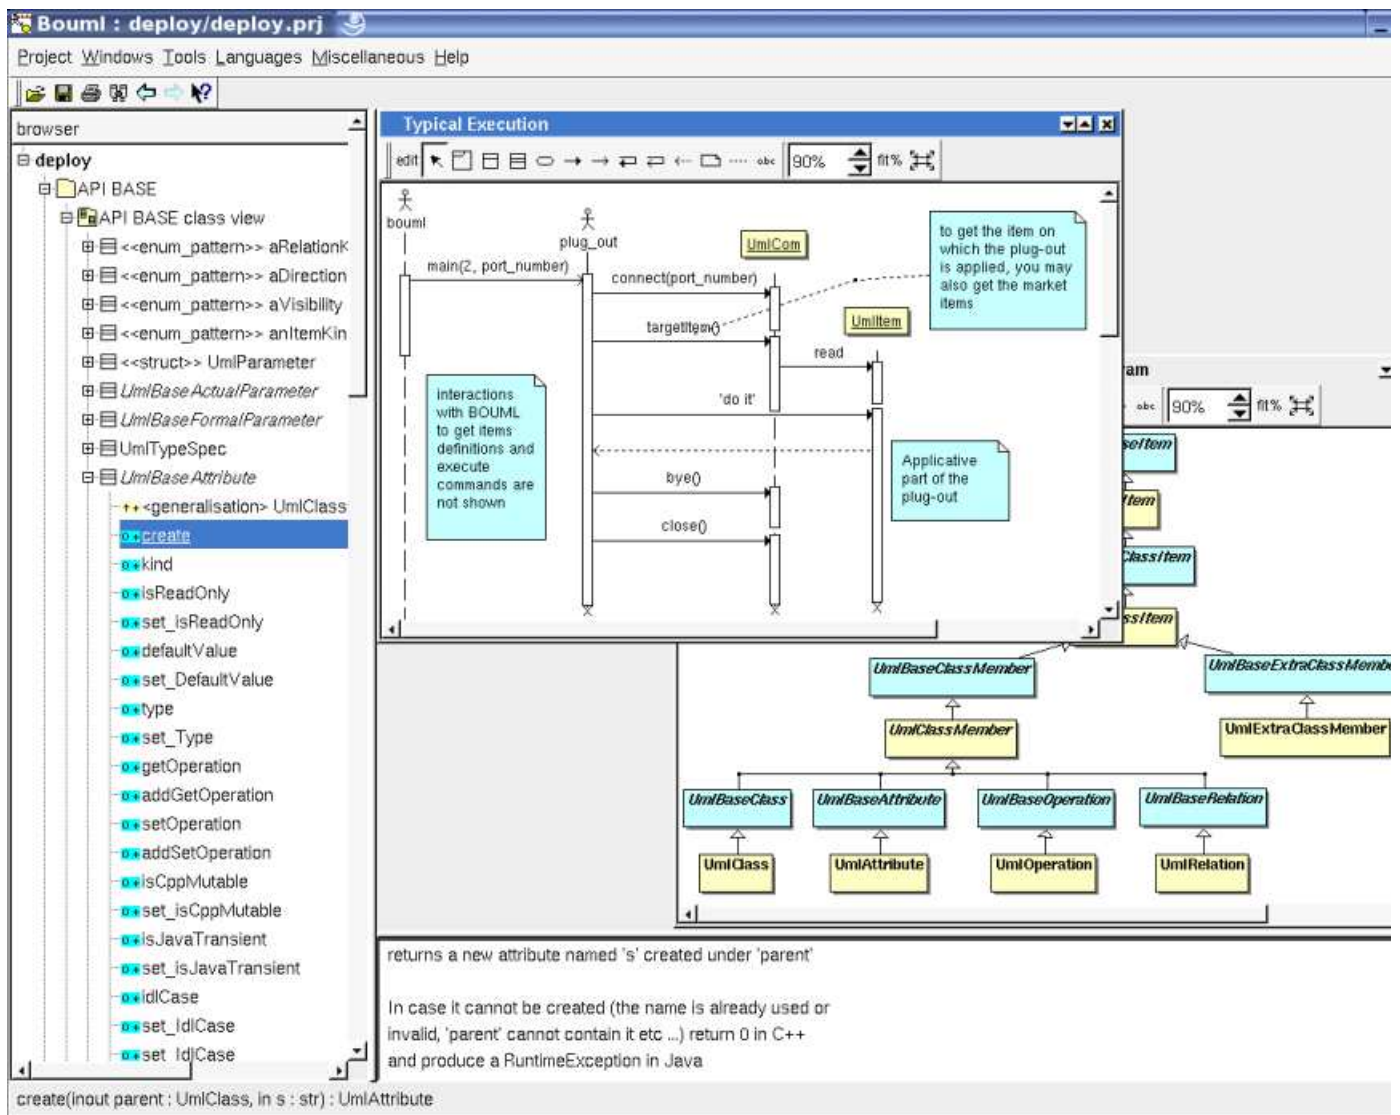 Bouml : deploy/deploy.prj
Project Windows Tools Languages Miscellaneous Help
browser
deploy
API BASE
API BASE class view
<<enum_pattern>> aRelationK
<<enum_pattern>> aDirection
<<enum_pattern>> aVisibility
<<enum_pattern>> anItemKin
<<struct>> UmlParameter
UmlBaseActualParameter
UmlBaseFormalParameter
UmlTypeSpec
UmlBaseAttribute
<generalisation> UmlClass
create
kind
isReadOnly
set_isReadOnly
defaultValue
set_DefaultValue
type
set_Type
getOperation
addGetOperation
setOperation
addSetOperation
isCppMutable
set_isCppMutable
isJavaTransient
set_isJavaTransient
idlCase
set_IdlCase
set_IdlCase
Typical Execution
edit abc 90% fit%
bouml
plug_out
UmlCom
to get the item on
which the plug-out
is applied, you may
also get the market
items
main(2, port_number)
connect(port_number)
UmlItem
targetItem()
read
interactions
with BOUML
to get items
definitions and
execute
commands are
not shown
'do it'
Applicative
part of the
plug-out
bye()
close()
ram
abc 90% fit%
seItem
Item
ClassItem
ssItem
UmlBaseClassMember
UmlBaseExtraClassMembe
UmlClassMember
UmlExtraClassMember
UmlBaseClass
UmlBaseAttribute
UmlBaseOperation
UmlBaseRelation
UmlClass
UmlAttribute
UmlOperation
UmlRelation
returns a new attribute named 's' created under 'parent'
In case it cannot be created (the name is already used or
invalid, 'parent' cannot contain it etc ...) return 0 in C++
and produce a RuntimeException in Java
create(inout parent : UmlClass, in s : str) : UmlAttribute